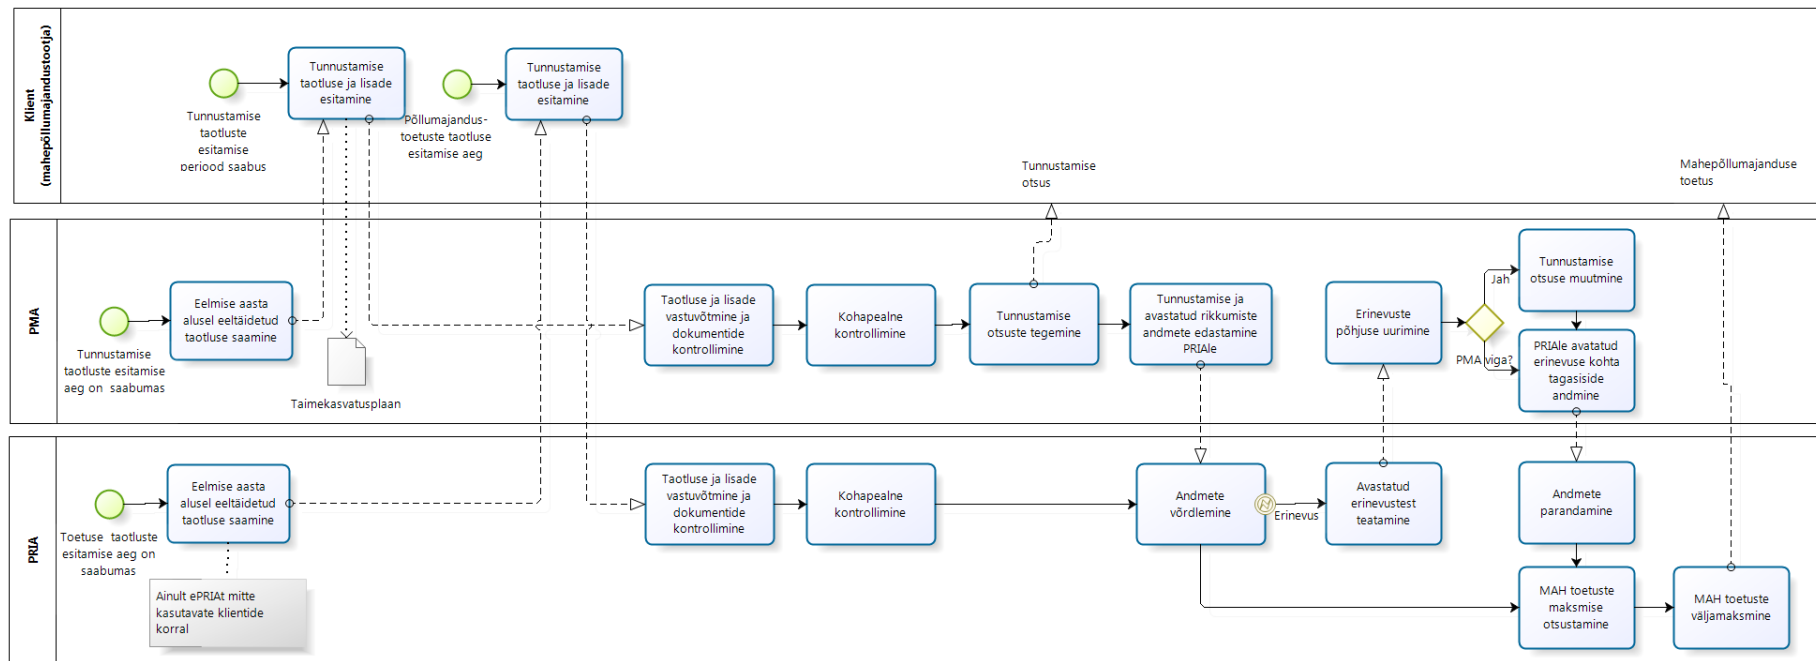 Klient
(mahepõllumajandustootja)
Tunnustamise
taotluste
esitamise
periood saabus
Tunnustamise
taotluse ja lisade
esitamine
Põllumajandus-
toetuste taotluse
esitamise aeg
Tunnustamise
taotluse ja lisade
esitamine
Tunnustamise
otsus
Mahepõllumajanduse
toetus
PMA
Tunnustamise
taotluste esitamise
aeg on saabumas
Eelmise aasta
alusel eeltäidetud
taotluse saamine
Taimekasvatusplaan
Taotluse ja lisade
vastuvõtmine ja
dokumentide
kontrollimine
Kohapealne
kontrollimine
Tunnustamise
otsuste tegemine
Tunnustamise ja
avastatud rikkumiste
andmete edastamine
PRIAle
Erinevuste
põhjuse uurimine
Jah
PMA viga?
Tunnustamise
otsuse muutmine
PRIAle avatatud
erinevuse kohta
tagasiside
andmine
PRIA
Toetuse taotluste
esitamise aeg on
saabumas
Eelmise aasta
alusel eeltäidetud
taotluse saamine
Ainult ePRIAt mitte
kasutavate klientide
korral
Taotluse ja lisade
vastuvõtmine ja
dokumentide
kontrollimine
Kohapealne
kontrollimine
Andmete
võrdlemine
Erinevus
Avastatud
erinevustest
teatamine
Andmete
parandamine
MAH toetuste
maksmise
otsustamine
MAH toetuste
väljamaksmine